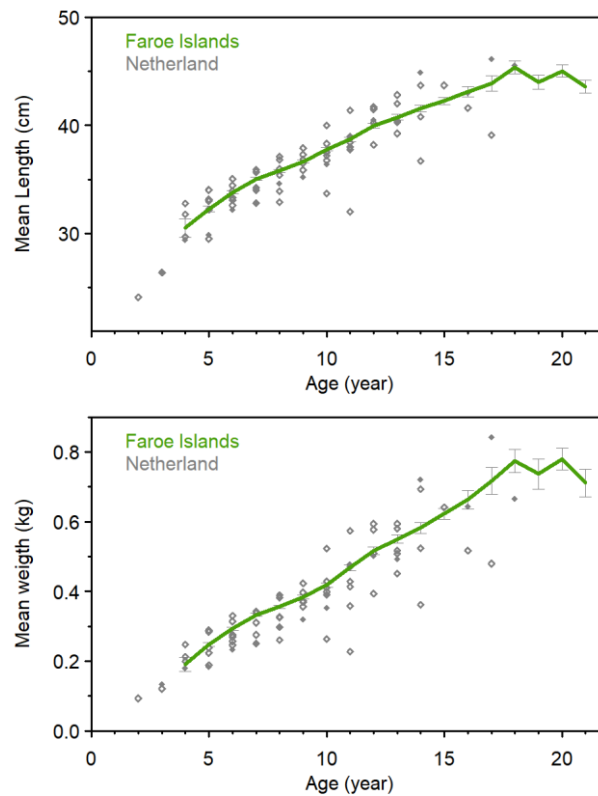 50
Faroe Islands
Netherland
40
30
Mean Length (cm)
0
5
10
15
20
Age (year)
Faroe Islands
Netherland
0.8
0.6
0.4
0.2
0.0
Mean weigth (kg)
0
5
10
15
20
Age (year)